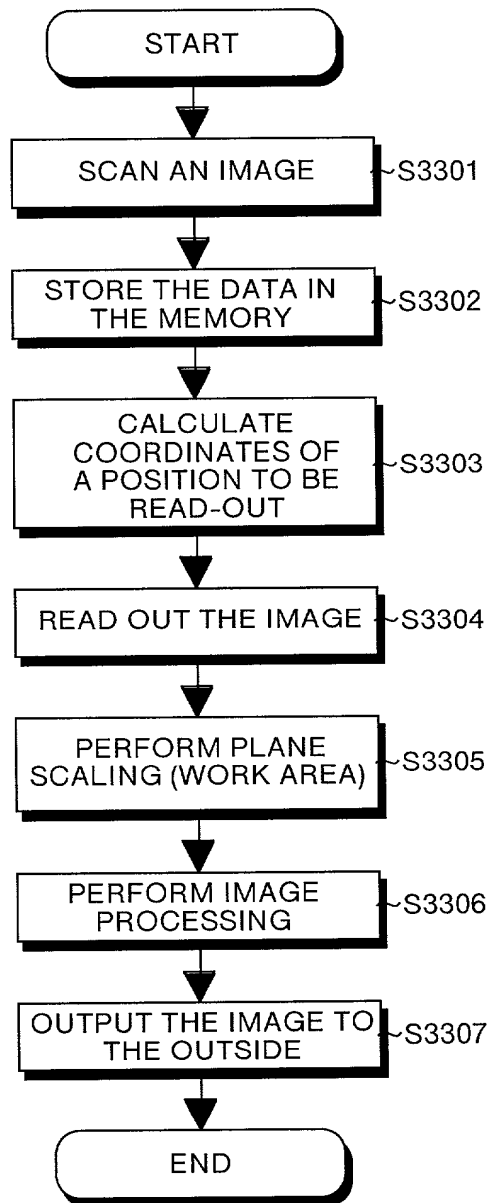 START
SCAN AN IMAGE
S3301
STORE THE DATA IN
THE MEMORY
S3302
CALCULATE
COORDINATES OF
A POSITION TO BE
READ-OUT
S3303
READ OUT THE IMAGE
S3304
PERFORM PLANE
SCALING (WORK AREA)
S3305
PERFORM IMAGE
PROCESSING
S3306
OUTPUT THE IMAGE TO
THE OUTSIDE
S3307
END